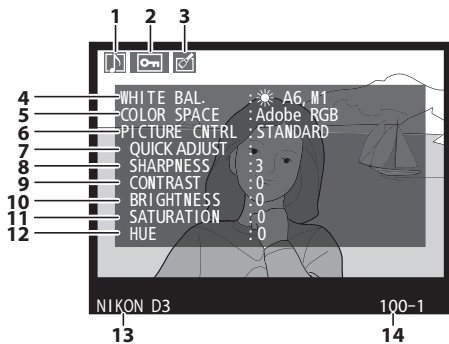 1 2 3
4 WHITE BAL. :☀ A6, M1
5 COLOR SPACE :Adobe RGB
6 PICTURE CNTRL :STANDARD
7 QUICK ADJUST :
8 SHARPNESS :3
9 CONTRAST :0
10 BRIGHTNESS :0
11 SATURATION :0
12 HUE :0
NIKON D3 100-1
13 14